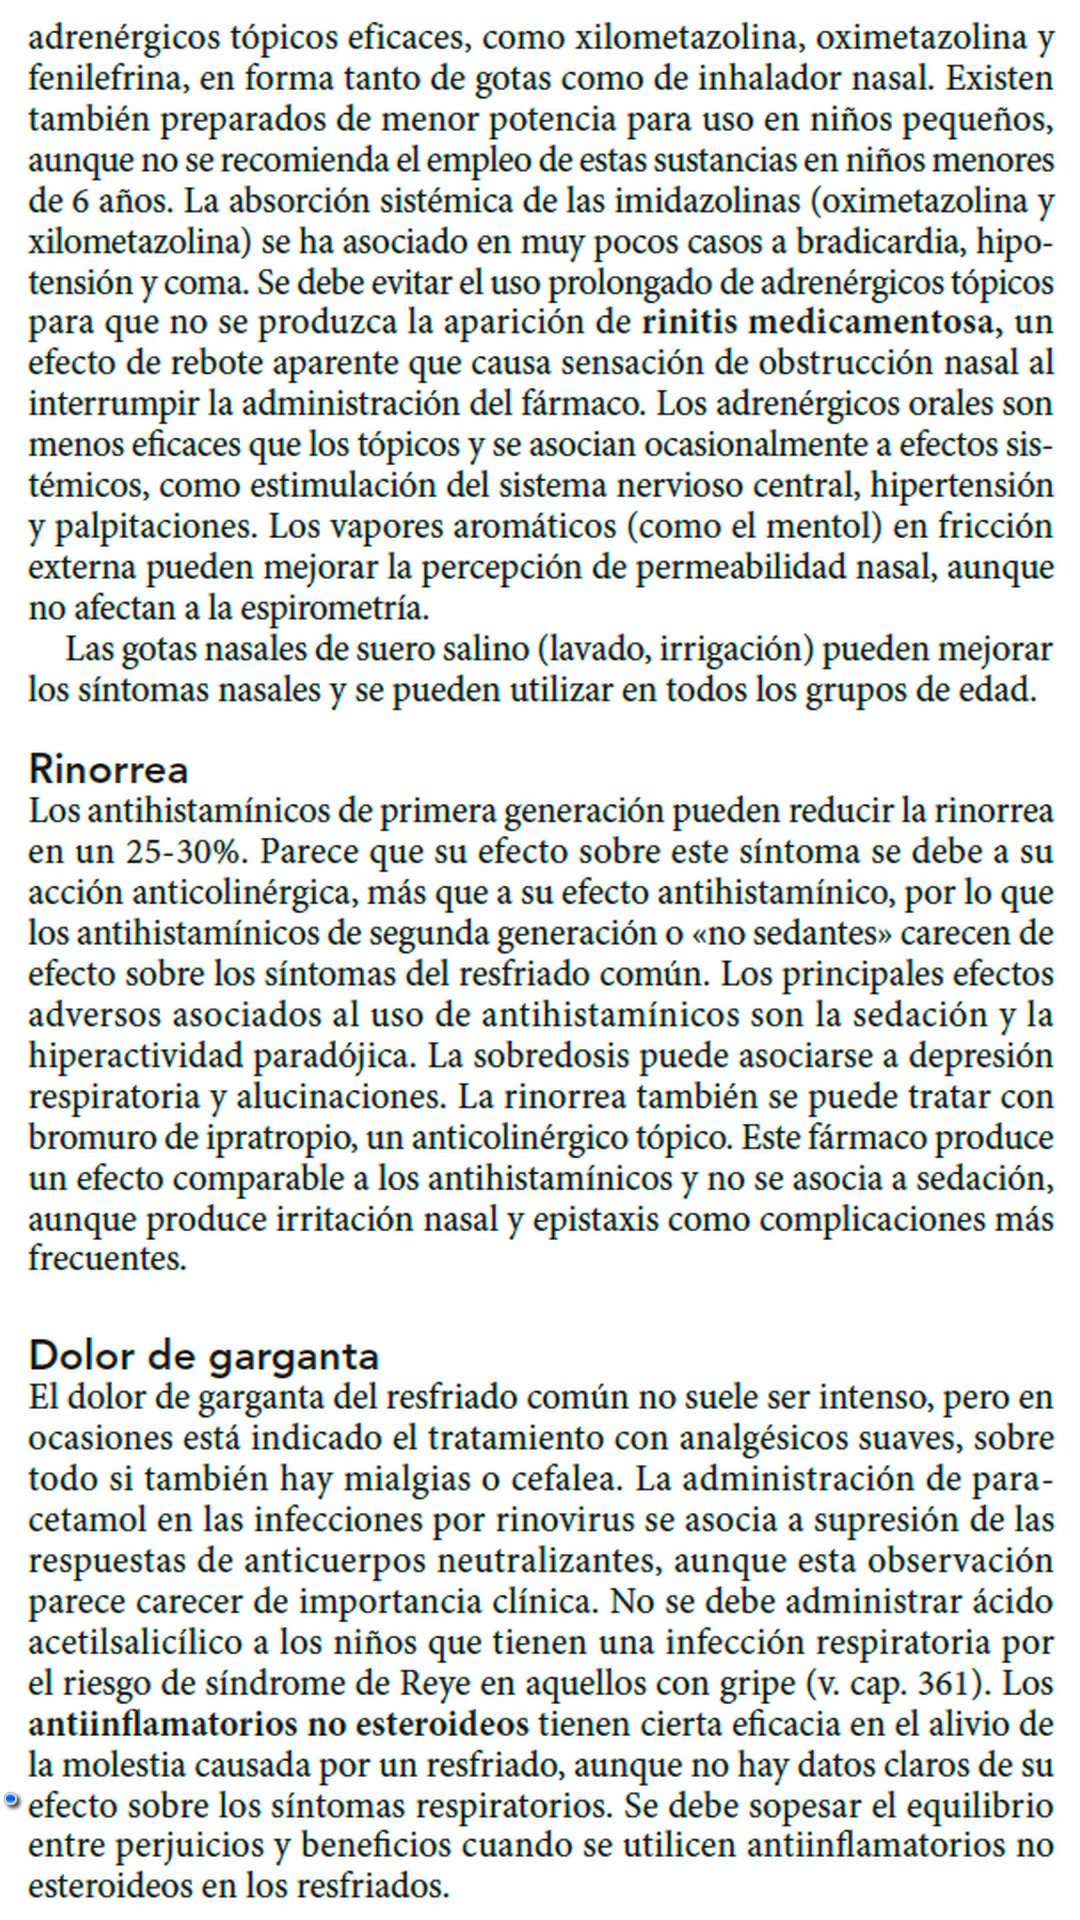 adrenérgicos tópicos eficaces, como xilometazolina, oximetazolina y
fenilefrina, en forma tanto de gotas como de inhalador nasal. Existen
también preparados de menor potencia para uso en niños pequeños,
aunque no se recomienda el empleo de estas sustancias en niños menores
de 6 años. La absorción sistémica de las imidazolinas (oximetazolina y
xilometazolina) se ha asociado en muy pocos casos a bradicardia, hipo-
tensión y coma. Se debe evitar el uso prolongado de adrenérgicos tópicos
para que no se produzca la aparición de rinitis medicamentosa, un
efecto de rebote aparente que causa sensación de obstrucción nasal al
interrumpir la administración del fármaco. Los adrenérgicos orales son
menos eficaces que los tópicos y se asocian ocasionalmente a efectos sis-
témicos, como estimulación del sistema nervioso central, hipertensión
y palpitaciones. Los vapores aromáticos (como el mentol) en fricción
externa pueden mejorar la percepción de permeabilidad nasal, aunque
no afectan a la espirometría.
Las gotas nasales de suero salino (lavado, irrigación) pueden mejorar
los síntomas nasales y se pueden utilizar en todos los grupos de edad.
Rinorrea
Los antihistamínicos de primera generación pueden reducir la rinorrea
en un 25-30%. Parece que su efecto sobre este síntoma se debe a su
acción anticolinérgica, más que a su efecto antihistamínico, por lo que
los antihistamínicos de segunda generación o «no sedantes» carecen de
efecto sobre los síntomas del resfriado común. Los principales efectos
adversos asociados al uso de antihistamínicos son la sedación y la
hiperactividad paradójica. La sobredosis puede asociarse a depresión
respiratoria y alucinaciones. La rinorrea también se puede tratar con
bromuro de ipratropio, un anticolinérgico tópico. Este fármaco produce
un efecto comparable a los antihistamínicos y no se asocia a sedación,
aunque produce irritación nasal y epistaxis como complicaciones más
frecuentes.
Dolor de garganta
El dolor de garganta del resfriado común no suele ser intenso, pero en
ocasiones está indicado el tratamiento con analgésicos suaves, sobre
todo si también hay mialgias o cefalea. La administración de para-
cetamol en las infecciones por rinovirus se asocia a supresión de las
respuestas de anticuerpos neutralizantes, aunque esta observación
parece carecer de importancia clínica. No se debe administrar ácido
acetilsalicílico a los niños que tienen una infección respiratoria por
el riesgo de síndrome de Reye en aquellos con gripe (v. cap. 361). Los
antiinflamatorios no esteroideos tienen cierta eficacia en el alivio de
la molestia causada por un resfriado, aunque no hay datos claros de su
efecto sobre los síntomas respiratorios. Se debe sopesar el equilibrio
entre perjuicios y beneficios cuando se utilicen antiinflamatorios no
esteroideos en los resfriados.